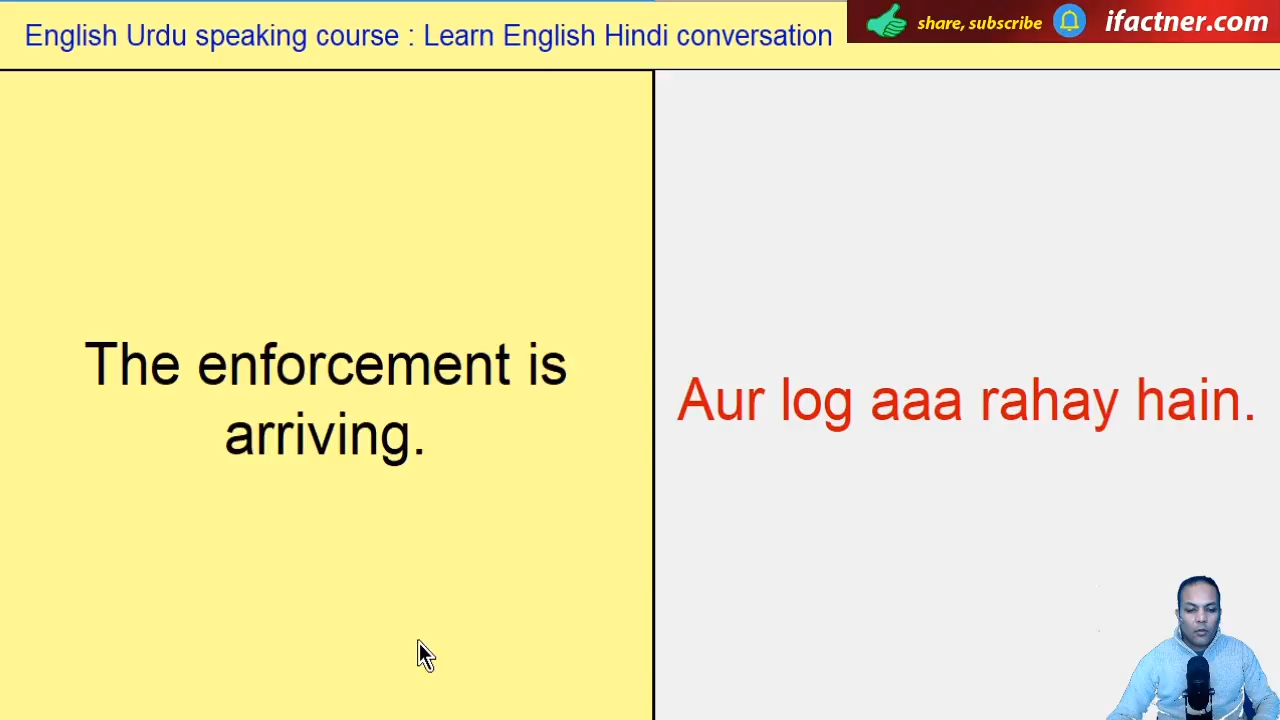 English Urdu speaking course : Learn English Hindi conversation
share, subscribe
ifactner.com
The enforcement is
arriving.
Aur log aaa rahay hain.